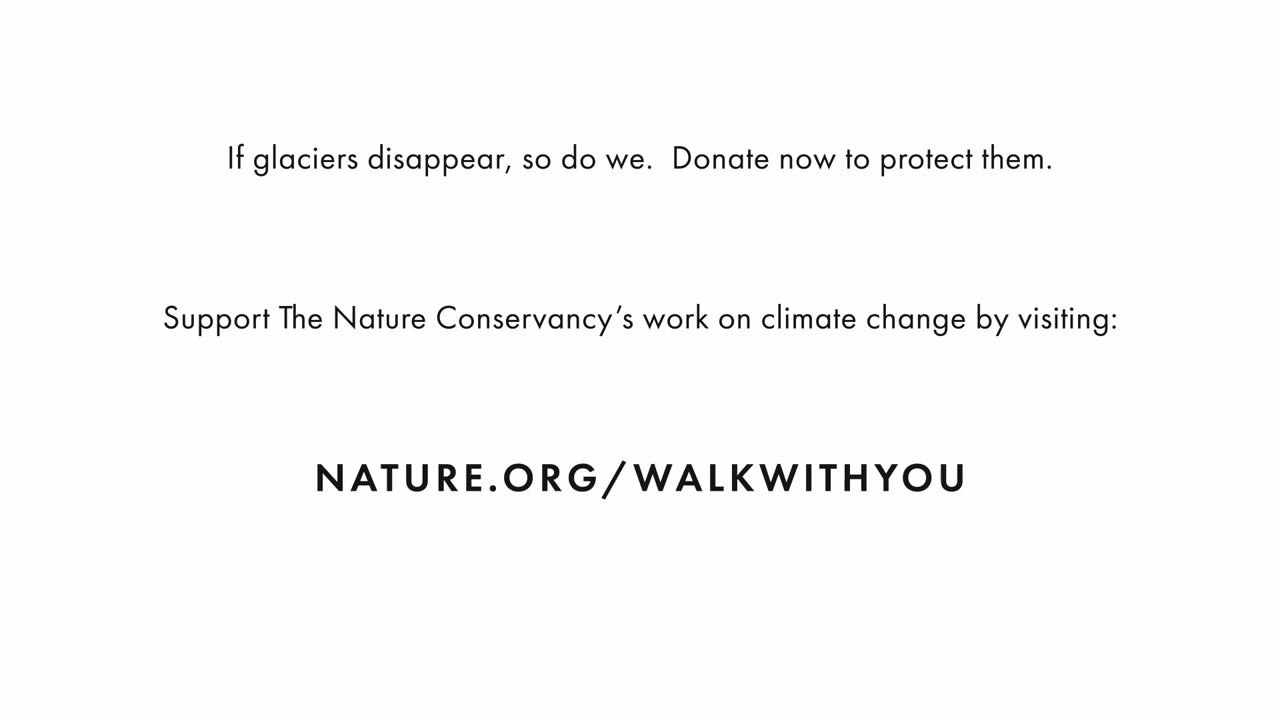 If glaciers disappear, so do we.  Donate now to protect them.
Support The Nature Conservancy’s work on climate change by visiting:
NATURE.ORG/WALKWITHYOU